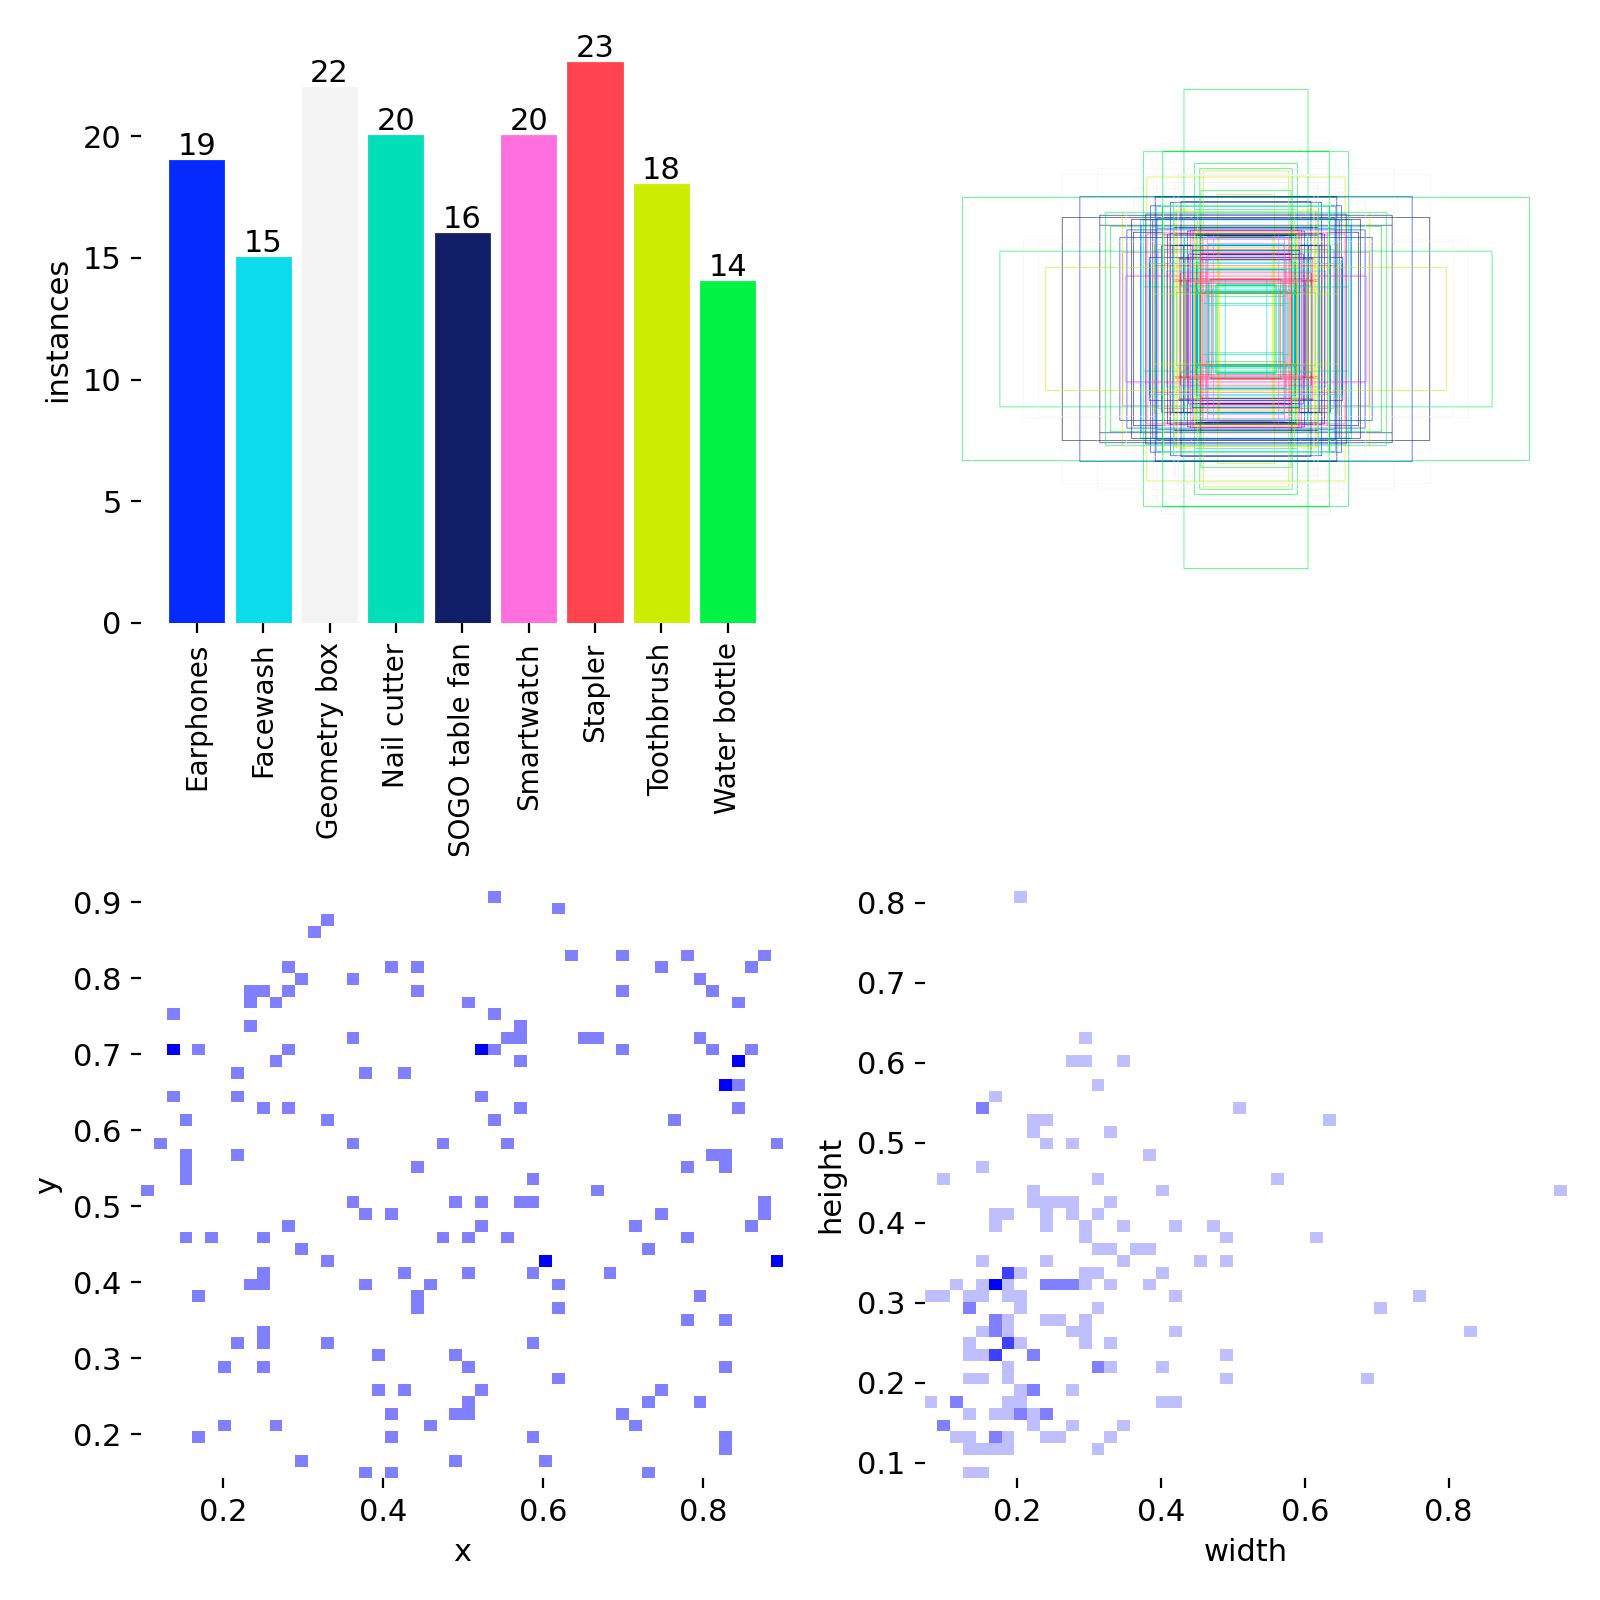 23
22
20
20
20
19
18
16
15
15
14
instances
10
5
0
Earphones
Facewash
Geometry box
Nail cutter
SOGO table fan
Smartwatch
Stapler
Toothbrush
Water bottle
0.9
0.8
0.7
0.6
y
0.5
0.4
0.3
0.2
0.2 0.4 0.6 0.8
x
0.8
0.7
0.6
0.5
height
0.4
0.3
0.2
0.1
0.2 0.4 0.6 0.8
width